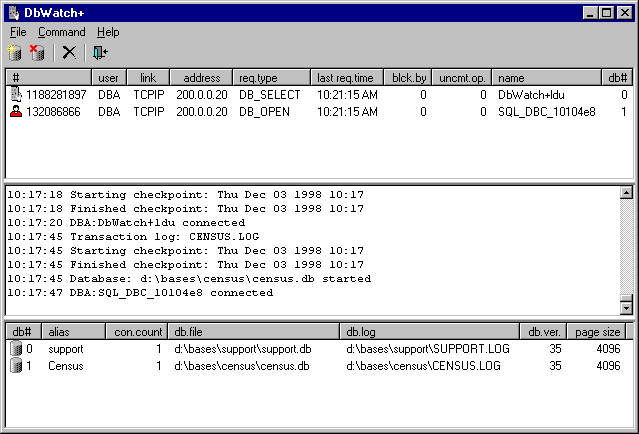 DbWatch+
File Command Help
# user link address req.type last req.time blck.by uncmt.op. name db#
1188281897 DBA TCPIP 200.0.0.20 DB_SELECT 10:21:15 AM 0 0 DbWatch+ldu 0
132086866 DBA TCPIP 200.0.0.20 DB_OPEN 10:21:15 AM 0 0 SQL_DBC_10104e8 1
10:17:18 Starting checkpoint: Thu Dec 03 1998 10:17
10:17:18 Finished checkpoint: Thu Dec 03 1998 10:17
10:17:20 DBA:DbWatch+ldu connected
10:17:45 Transaction log: CENSUS.LOG
10:17:45 Starting checkpoint: Thu Dec 03 1998 10:17
10:17:45 Finished checkpoint: Thu Dec 03 1998 10:17
10:17:45 Database: d:\bases\census\census.db started
10:17:47 DBA:SQL_DBC_10104e8 connected
db# alias con.count db.file db.log db.ver. page size
0 support 1 d:\bases\support\support.db d:\bases\support\SUPPORT.LOG 35 4096
1 Census 1 d:\bases\census\census.db d:\bases\census\CENSUS.LOG 35 4096